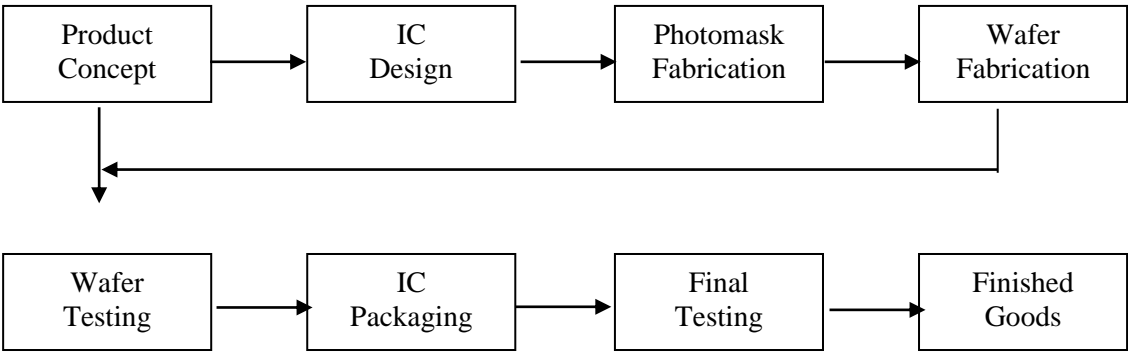 Product
Concept
IC
Design
Photomask
Fabrication
Wafer
Fabrication
Wafer
Testing
IC
Packaging
Final
Testing
Finished
Goods